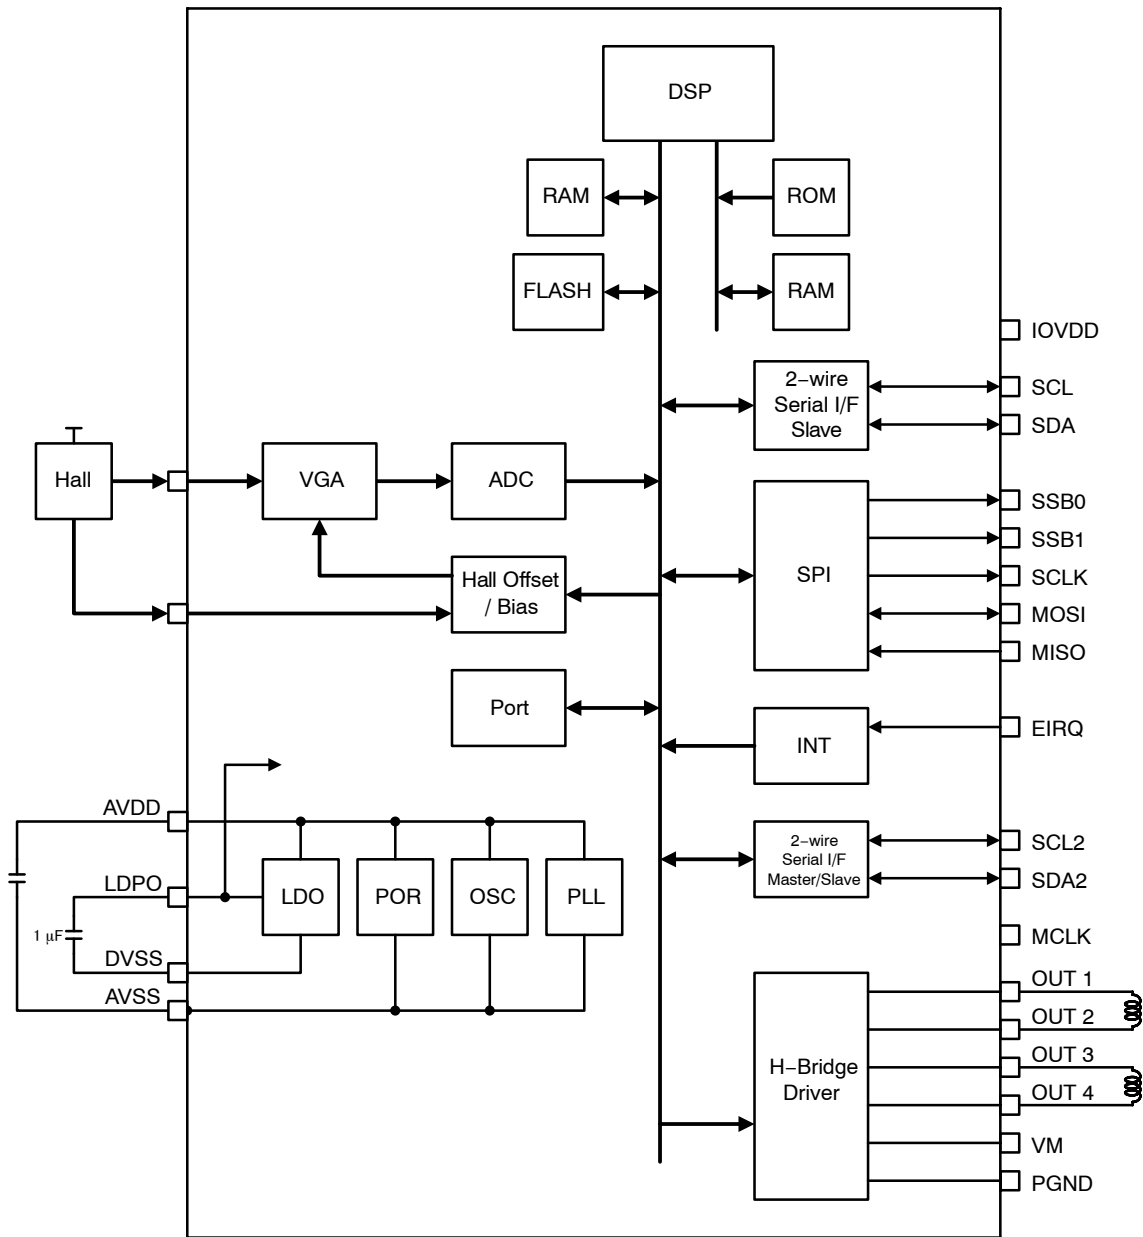 DSP
RAM
ROM
FLASH
RAM
IOVDD
2−wire
Serial I/F
Slave
SCL
SDA
Hall
VGA
ADC
SPI
SSB0
SSB1
SCLK
MOSI
MISO
Hall Offset
/ Bias
Port
INT
EIRQ
AVDD
LDPO
1 μF
DVSS
AVSS
LDO
POR
OSC
PLL
2−wire
Serial I/F
Master/Slave
SCL2
SDA2
MCLK
H−Bridge
Driver
OUT 1
OUT 2
OUT 3
OUT 4
VM
PGND